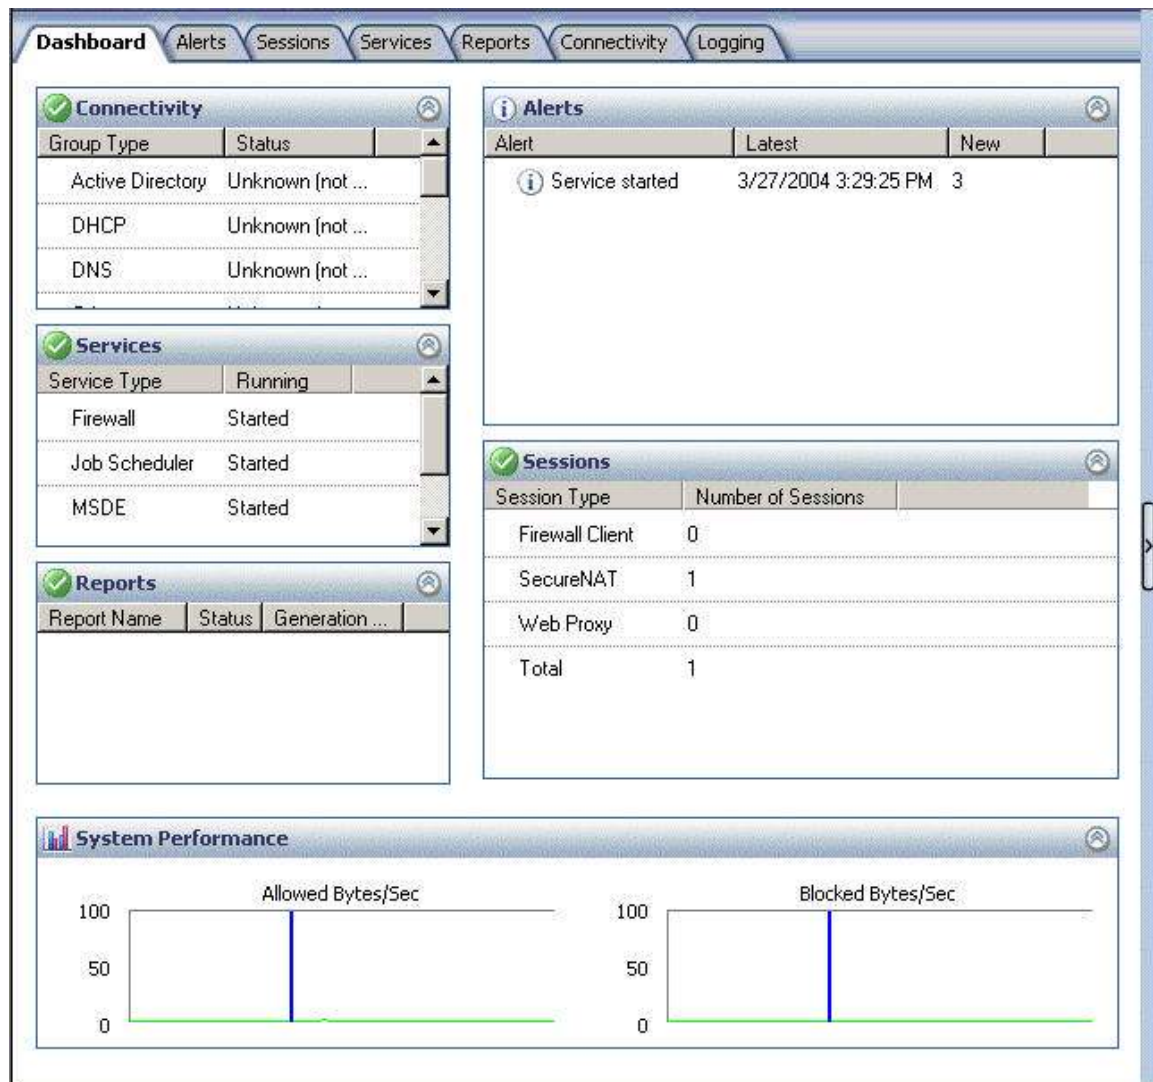 Dashboard Alerts Sessions Services Reports Connectivity Logging
Connectivity
Group Type Status
Active Directory Unknown (not ...
DHCP Unknown (not ...
DNS Unknown (not ...
Services
Service Type Running
Firewall Started
Job Scheduler Started
MSDE Started
Reports
Report Name Status Generation ...
Alerts
Alert Latest New
Service started 3/27/2004 3:29:25 PM 3
Sessions
Session Type Number of Sessions
Firewall Client 0
SecureNAT 1
Web Proxy 0
Total 1
System Performance
Allowed Bytes/Sec
100
50
0
Blocked Bytes/Sec
100
50
0